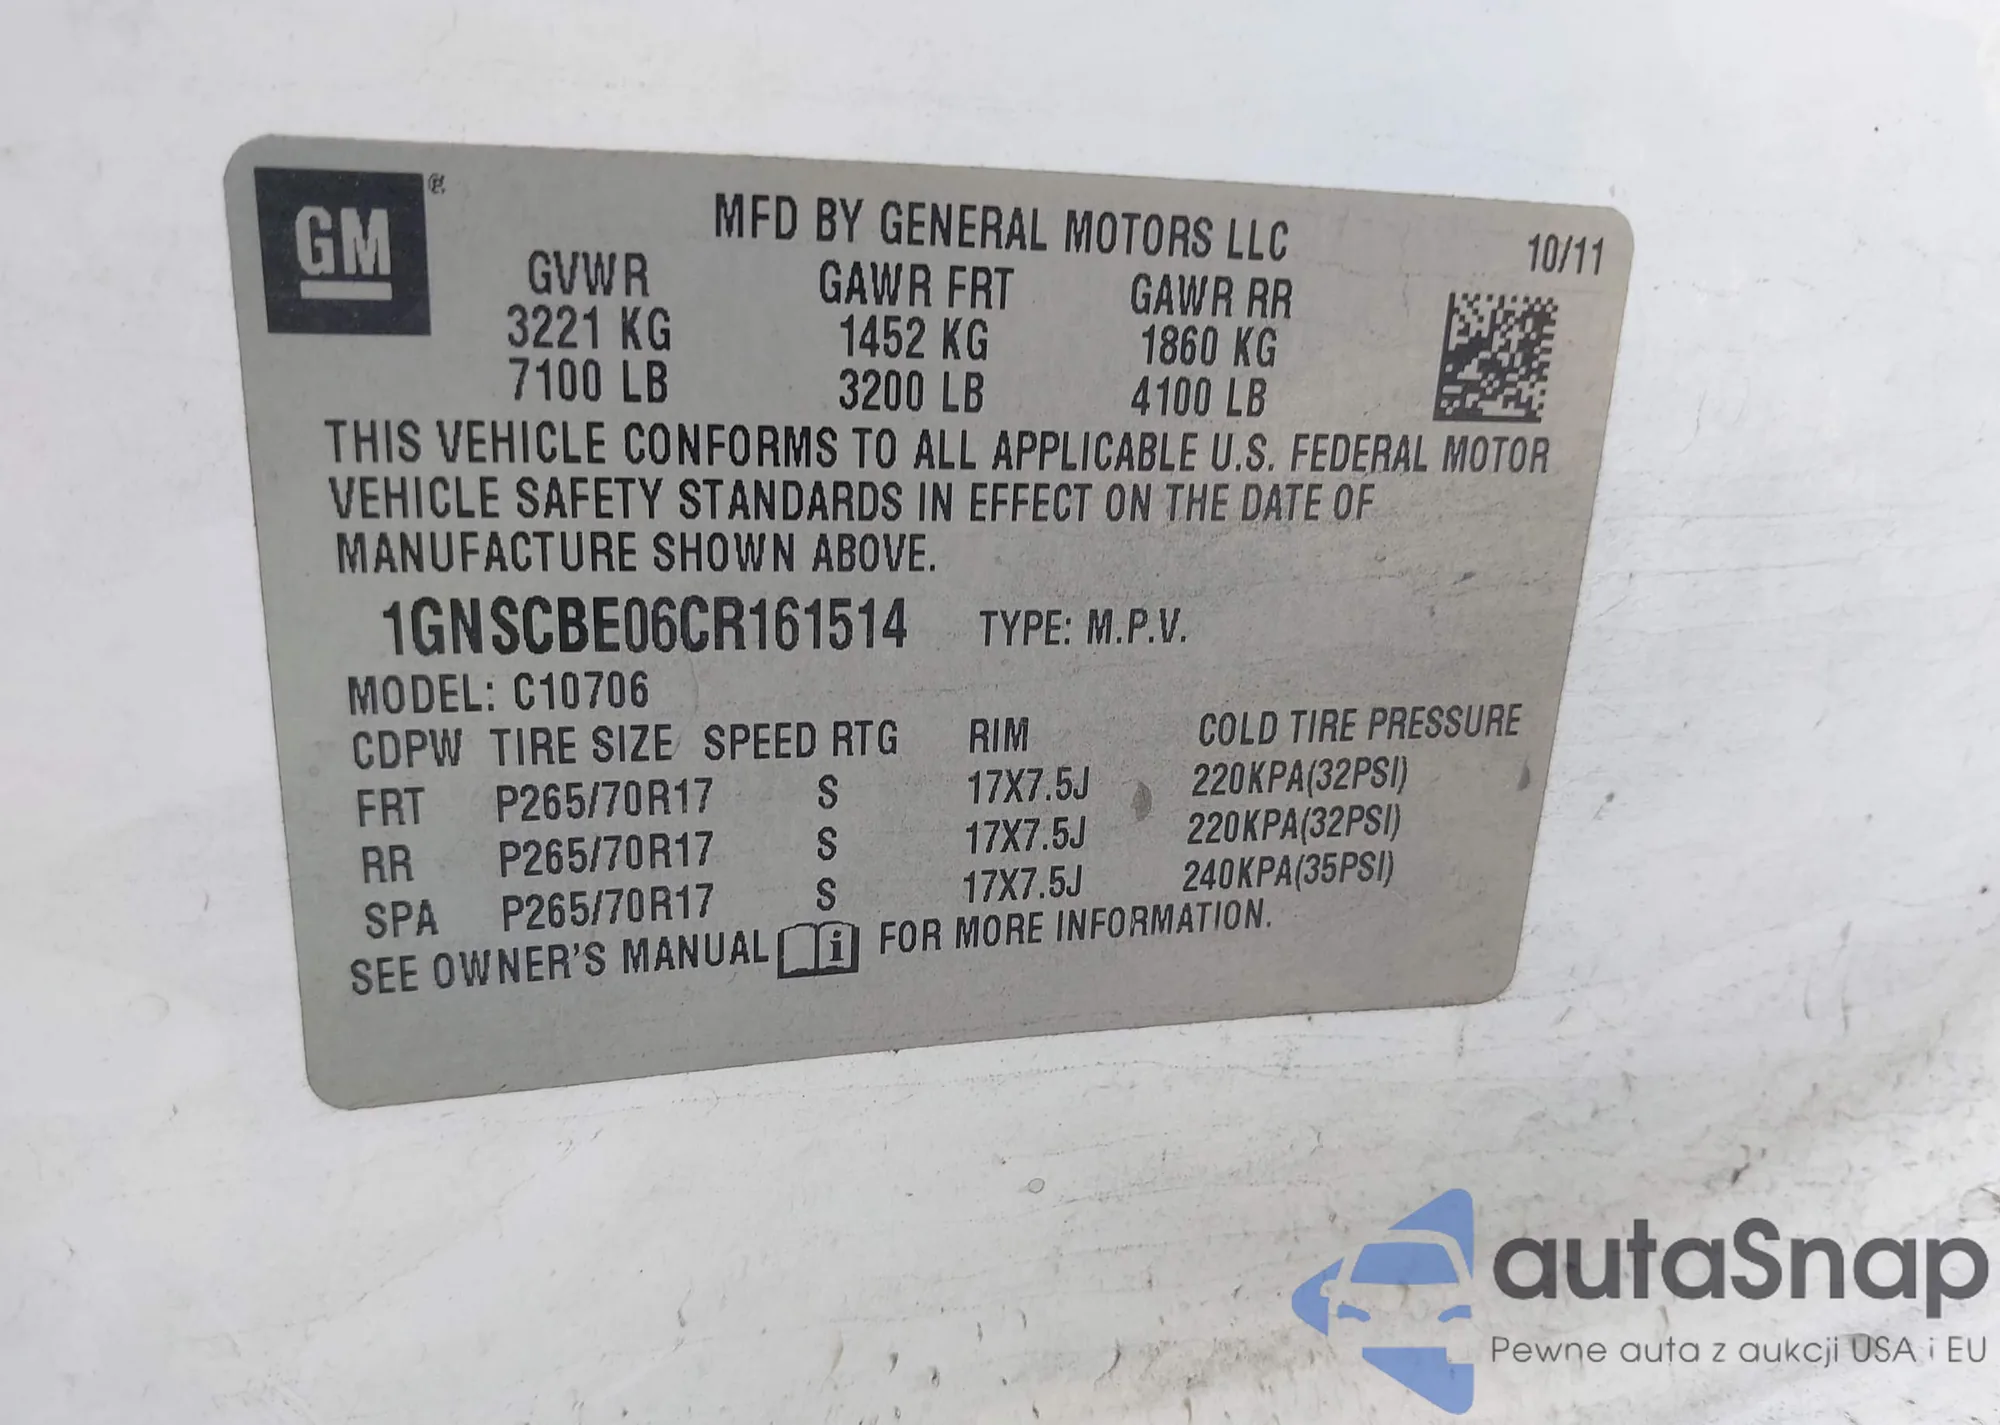 GM
MFD BY GENERAL MOTORS LLC
10/11
GVWR GAWR FRT GAWR RR
3221 KG 1452 KG 1860 KG
7100 LB 3200 LB 4100 LB
THIS VEHICLE CONFORMS TO ALL APPLICABLE U.S. FEDERAL MOTOR
VEHICLE SAFETY STANDARDS IN EFFECT ON THE DATE OF
MANUFACTURE SHOWN ABOVE.
1GNSCBE06CR161514 TYPE: M.P.V.
MODEL: C10706
CDPW TIRE SIZE SPEED RTG RIM COLD TIRE PRESSURE
FRT P265/70R17 S 17X7.5J 220KPA(32PSI)
RR P265/70R17 S 17X7.5J 220KPA(32PSI)
SPA P265/70R17 S 17X7.5J 240KPA(35PSI)
SEE OWNER'S MANUAL i FOR MORE INFORMATION.
autaSnap
Pewne auta z aukcji USA i EU